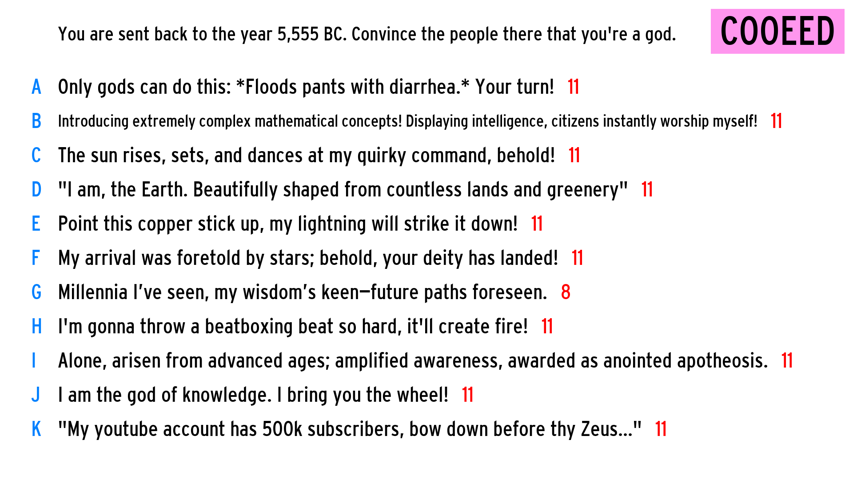 You are sent back to the year 5,555 BC. Convince the people there that you're a god.
COOEED
A Only gods can do this: *Floods pants with diarrhea.* Your turn! 11
B Introducing extremely complex mathematical concepts! Displaying intelligence, citizens instantly worship myself! 11
C The sun rises, sets, and dances at my quirky command, behold! 11
D "I am, the Earth. Beautifully shaped from countless lands and greenery" 11
E Point this copper stick up, my lightning will strike it down! 11
F My arrival was foretold by stars; behold, your deity has landed! 11
G Millennia I’ve seen, my wisdom’s keen—future paths foreseen. 8
H I'm gonna throw a beatboxing beat so hard, it'll create fire! 11
I Alone, arisen from advanced ages; amplified awareness, awarded as anointed apotheosis. 11
J I am the god of knowledge. I bring you the wheel! 11
K "My youtube account has 500k subscribers, bow down before thy Zeus..." 11